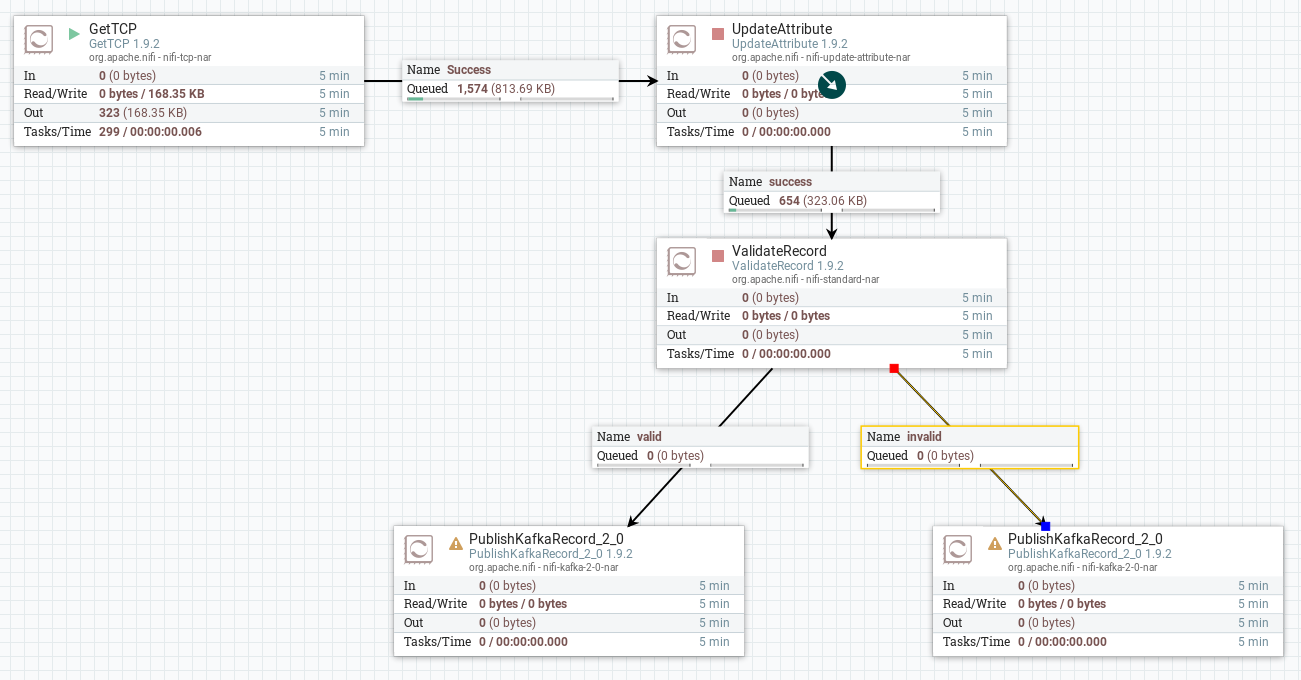 GetTCP
GetTCP 1.9.2
org.apache.nifi - nifi-tcp-nar
In 0 (0 bytes) 5 min
Read/Write 0 bytes / 168.35 KB 5 min
Out 323 (168.35 KB) 5 min
Tasks/Time 299 / 00:00:00.006 5 min
Name Success
Queued 1,574 (813.69 KB)
UpdateAttribute
UpdateAttribute 1.9.2
org.apache.nifi - nifi-update-attribute-nar
In 0 (0 bytes) 5 min
Read/Write 0 bytes / 0 byte 5 min
Out 0 (0 bytes) 5 min
Tasks/Time 0 / 00:00:00.000 5 min
Name success
Queued 654 (323.06 KB)
ValidateRecord
ValidateRecord 1.9.2
org.apache.nifi - nifi-standard-nar
In 0 (0 bytes) 5 min
Read/Write 0 bytes / 0 bytes 5 min
Out 0 (0 bytes) 5 min
Tasks/Time 0 / 00:00:00.000 5 min
Name valid
Queued 0 (0 bytes)
Name invalid
Queued 0 (0 bytes)
PublishKafkaRecord_2_0
PublishKafkaRecord_2_0 1.9.2
org.apache.nifi - nifi-kafka-2-0-nar
In 0 (0 bytes) 5 min
Read/Write 0 bytes / 0 bytes 5 min
Out 0 (0 bytes) 5 min
Tasks/Time 0 / 00:00:00.000 5 min
PublishKafkaRecord_2_0
PublishKafkaRecord_2_0 1.9.2
org.apache.nifi - nifi-kafka-2-0-nar
In 0 (0 bytes) 5 min
Read/Write 0 bytes / 0 bytes 5 min
Out 0 (0 bytes) 5 min
Tasks/Time 0 / 00:00:00.000 5 min